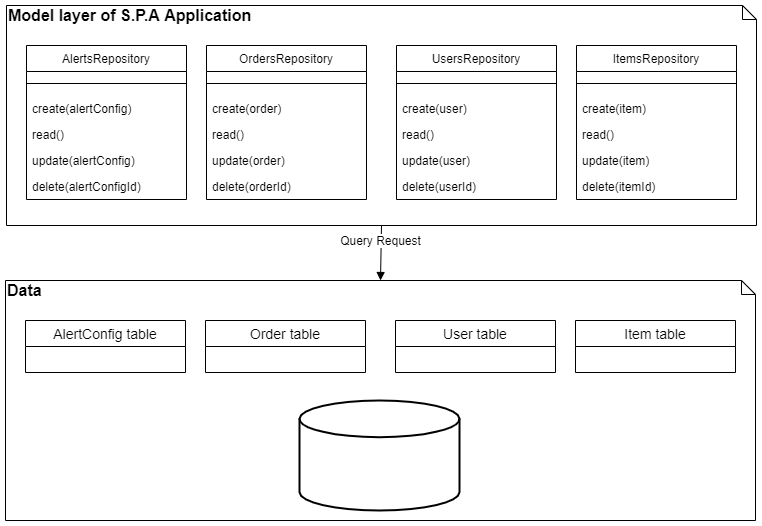 Model layer of S.P.A Application
AlertsRepository
create(alertConfig)
read()
update(alertConfig)
delete(alertConfigId)
OrdersRepository
create(order)
read()
update(order)
delete(orderId)
UsersRepository
create(user)
read()
update(user)
delete(userId)
ItemsRepository
create(item)
read()
update(item)
delete(itemId)
Query Request
Data
AlertConfig table
Order table
User table
Item table